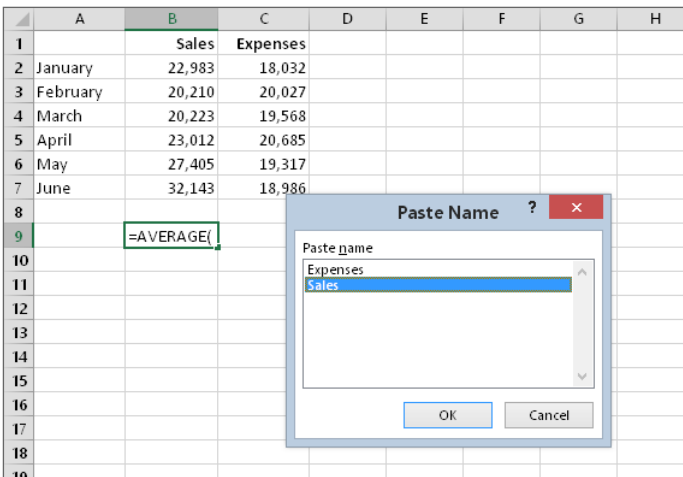 A B C D E F G H
1 Sales Expenses
2 January 22,983 18,032
3 February 20,210 20,027
4 March 20,223 19,568
5 April 23,012 20,685
6 May 27,405 19,317
7 June 32,143 18,986
8
9 =AVERAGE(
10
11
12
13
14
15
16
17
18
19
Paste Name ? ×
Paste name
Expenses
Sales
OK Cancel